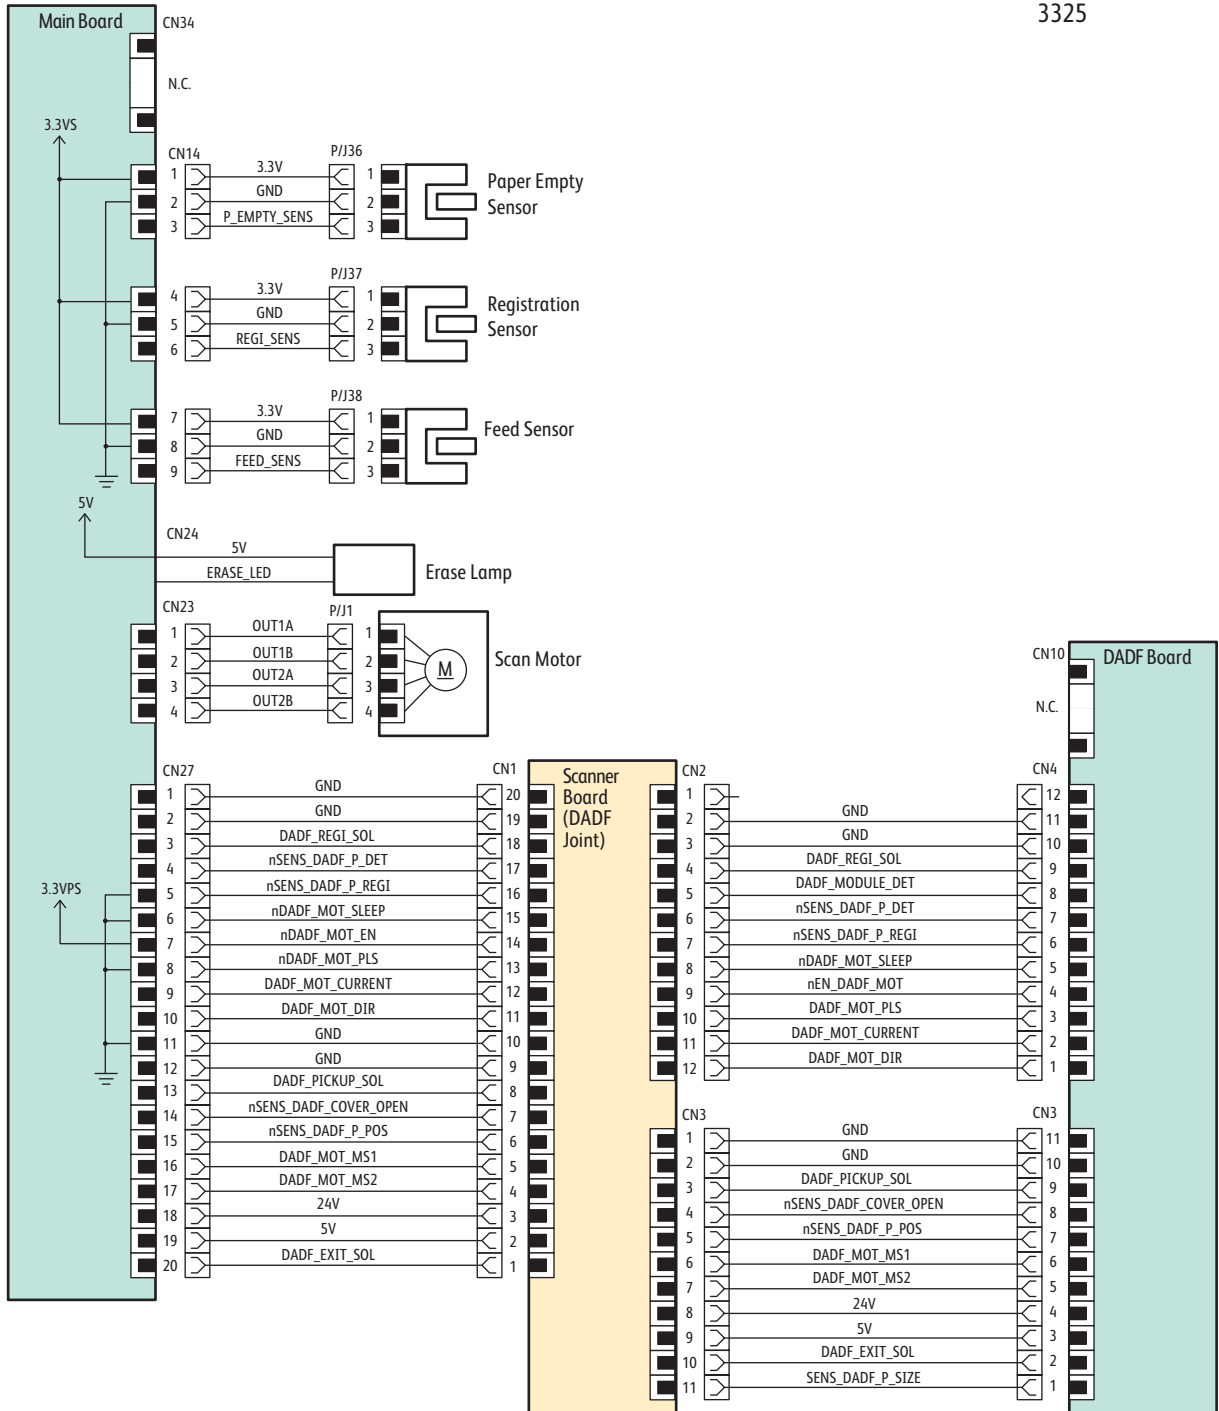 3325
Main Board
CN34
N.C.
3.3VS
CN14
P/J36
1 3.3V 1
2 GND 2
3 P_EMPTY_SENS 3
Paper Empty
Sensor
P/J37
4 3.3V 1
5 GND 2
6 REGI_SENS 3
Registration
Sensor
P/J38
7 3.3V 1
8 GND 2
9 FEED_SENS 3
Feed Sensor
5V
CN24
5V
ERASE_LED
Erase Lamp
CN23
P/J1
1 OUT1A 1
2 OUT1B 2
3 OUT2A 3
4 OUT2B 4
M
Scan Motor
CN27
CN1
3.3VPS
1 GND 20
2 GND 19
3 DADF_REGI_SOL 18
4 nSENS_DADF_P_DET 17
5 nSENS_DADF_P_REGI 16
6 nDADF_MOT_SLEEP 15
7 nDADF_MOT_EN 14
8 nDADF_MOT_PLS 13
9 DADF_MOT_CURRENT 12
10 DADF_MOT_DIR 11
11 GND 10
12 GND 9
13 DADF_PICKUP_SOL 8
14 nSENS_DADF_COVER_OPEN 7
15 nSENS_DADF_P_POS 6
16 DADF_MOT_MS1 5
17 DADF_MOT_MS2 4
18 24V 3
19 5V 2
20 DADF_EXIT_SOL 1
Scanner
Board
(DADF
Joint)
CN10
N.C.
DADF Board
CN2
CN4
1 12
2 GND 11
3 GND 10
4 DADF_REGI_SOL 9
5 DADF_MODULE_DET 8
6 nSENS_DADF_P_DET 7
7 nSENS_DADF_P_REGI 6
8 nDADF_MOT_SLEEP 5
9 nEN_DADF_MOT 4
10 DADF_MOT_PLS 3
11 DADF_MOT_CURRENT 2
12 DADF_MOT_DIR 1
CN3
CN3
1 GND 11
2 GND 10
3 DADF_PICKUP_SOL 9
4 nSENS_DADF_COVER_OPEN 8
5 nSENS_DADF_P_POS 7
6 DADF_MOT_MS1 6
7 DADF_MOT_MS2 5
8 24V 4
9 5V 3
10 DADF_EXIT_SOL 2
11 SENS_DADF_P_SIZE 1